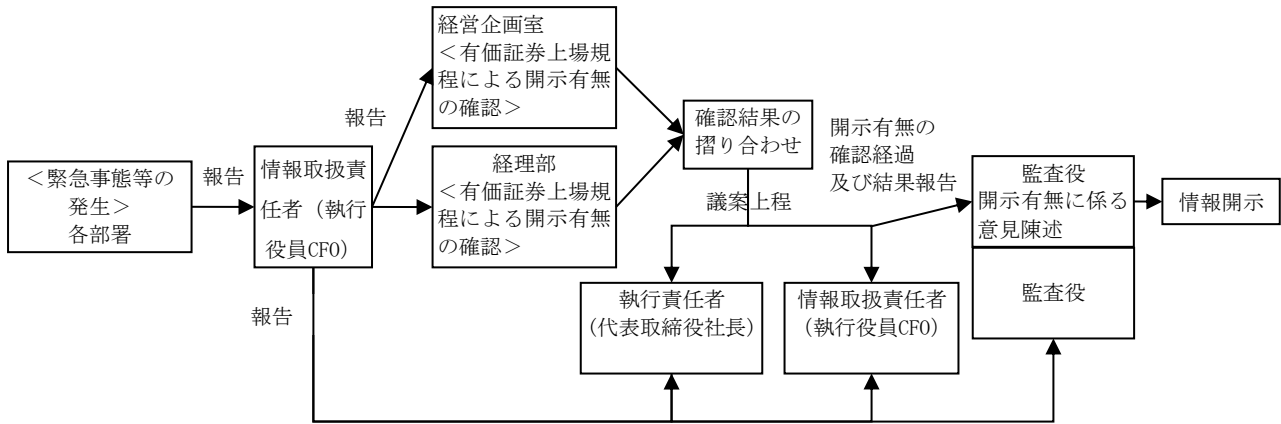 ＜緊急事態等の
発生＞
各部署
報告
情報取扱責
任者（執行
役員CFO）
報告
経営企画室
＜有価証券上場規
程による開示有無
の確認＞
経理部
＜有価証券上場規
程による開示有無
の確認＞
確認結果の
摺り合わせ
議案上程
開示有無の
確認経過
及び結果報告
監査役
開示有無に係る
意見陳述
監査役
情報開示
執行責任者
（代表取締役社長）
情報取扱責任者
（執行役員CFO）
報告